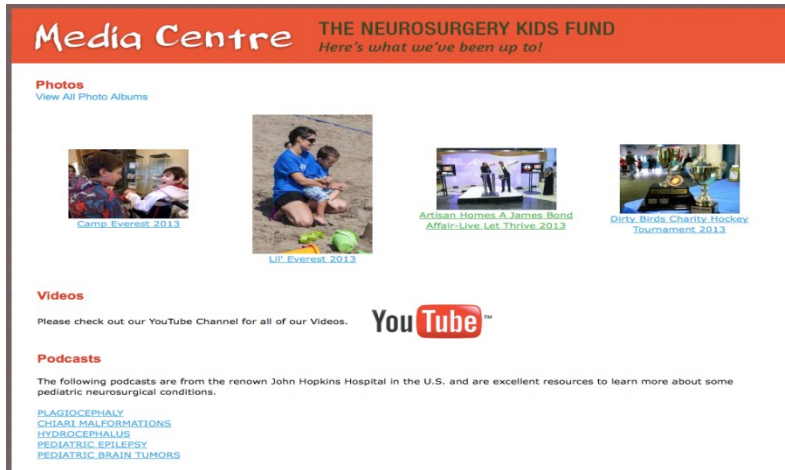 Media Centre
THE NEUROSURGERY KIDS FUND
Here's what we've been up to!
Photos
View All Photo Albums
Camp Everest 2013
Lil' Everest 2013
Artisan Homes A James Bond
Affair-Live Let Thrive 2013
Dirty Birds Charity Hockey
Tournament 2013
Videos
Please check out our YouTube Channel for all of our Videos.
YouTube™
Podcasts
The following podcasts are from the renown John Hopkins Hospital in the U.S. and are excellent resources to learn more about some
pediatric neurosurgical conditions.
PLAGIOCEPHALY
CHIARI MALFORMATIONS
HYDROCEPHALUS
PEDIATRIC EPILEPSY
PEDIATRIC BRAIN TUMORS